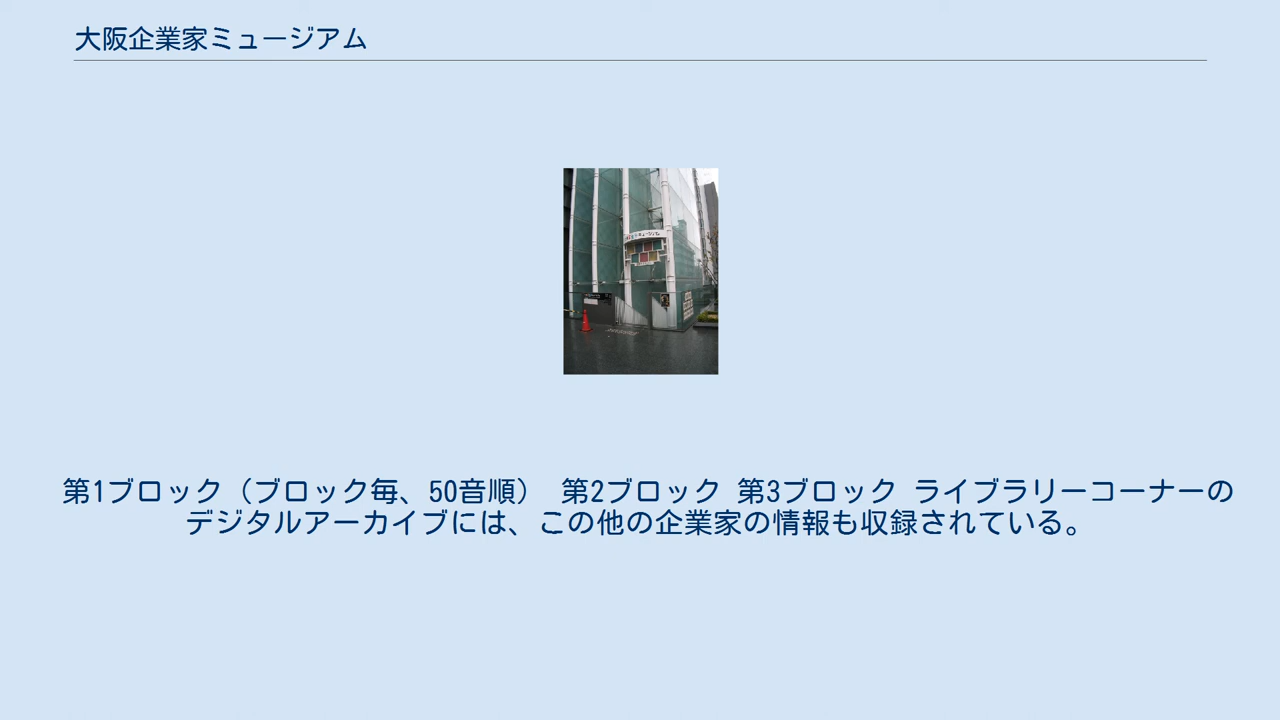 大阪企業家ミュージアム
第1ブロック（ブロック毎、50音順） 第2ブロック 第3ブロック ライブラリーコーナーの
デジタルアーカイブには、この他の企業家の情報も収録されている。